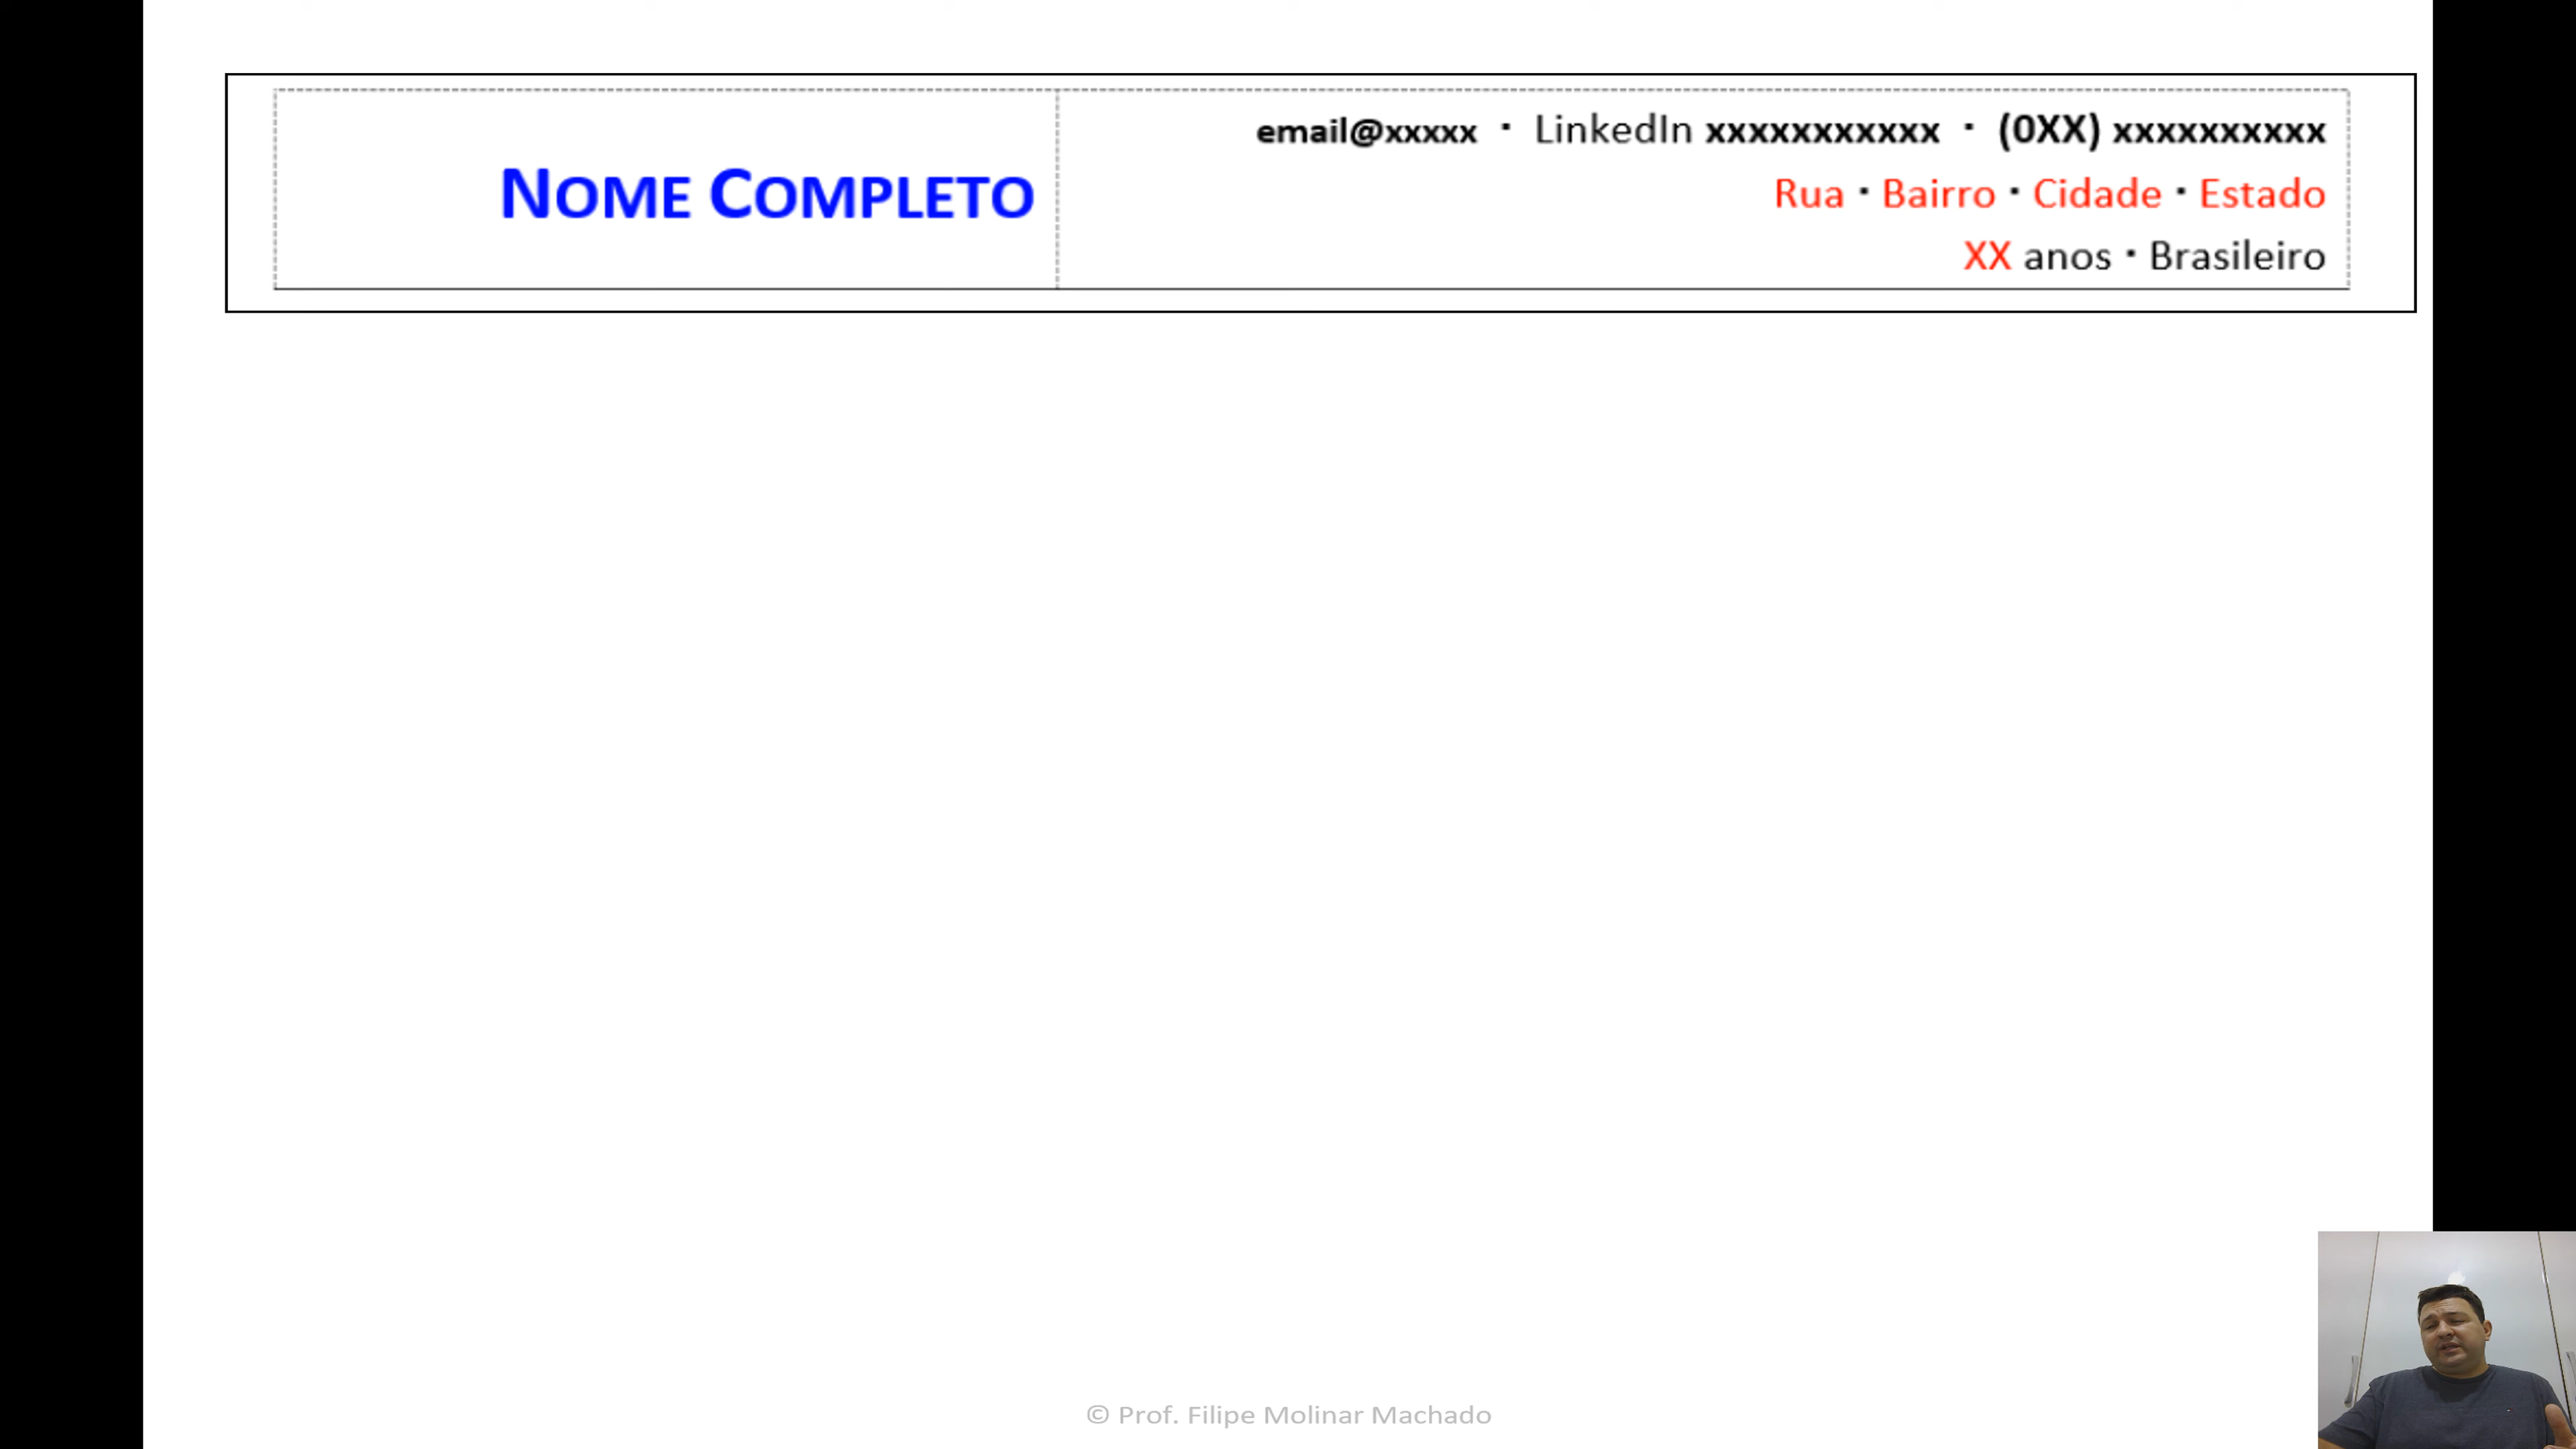 NOME COMPLETO
email@xxxxx · LinkedIn xxxxxxxxxxx · (0XX) xxxxxxxxxx
Rua · Bairro · Cidade · Estado
XX anos · Brasileiro
© Prof. Filipe Molinar Machado